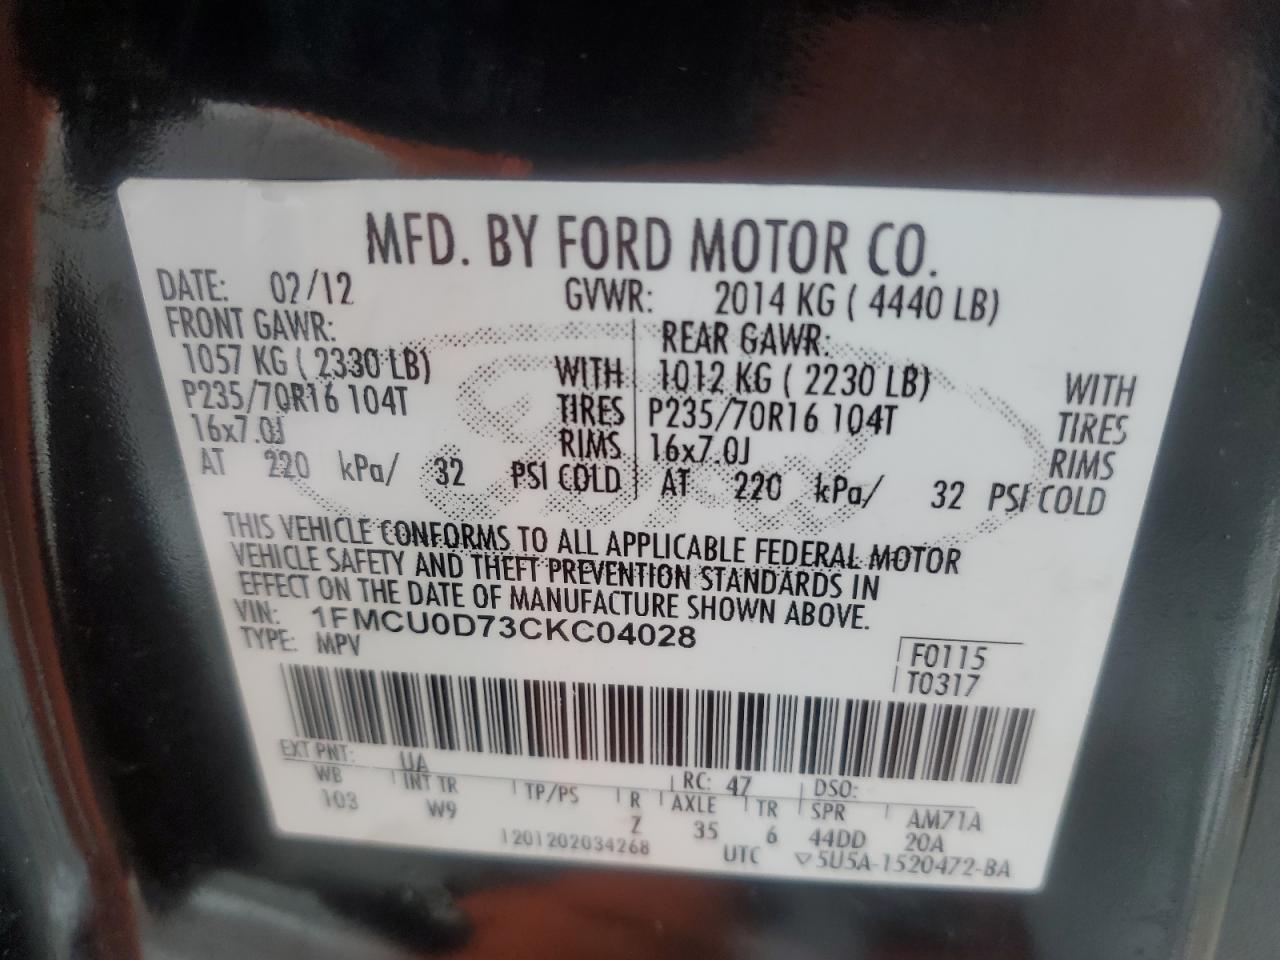 MFD. BY FORD MOTOR CO.
DATE: 02/12 GVWR: 2014 KG ( 4440 LB)
FRONT GAWR: REAR GAWR:
1057 KG ( 2330 LB) WITH 1012 KG ( 2230 LB) WITH
P235/70R16 104T TIRES P235/70R16 104T TIRES
16x7.0J RIMS 16x7.0J RIMS
AT 220 kPa/ 32 PSI COLD AT 220 kPa/ 32 PSI COLD
THIS VEHICLE CONFORMS TO ALL APPLICABLE FEDERAL MOTOR
VEHICLE SAFETY AND THEFT PREVENTION STANDARDS IN
EFFECT ON THE DATE OF MANUFACTURE SHOWN ABOVE.
VIN: 1FMCU0D73CKC04028
TYPE: MPV
F0115
T0317
EXT PNT: UA RC: 47 DSO:
WB INT TR TP/PS R AXLE TR SPR AM71A
103 W9 Z 35 6 44DD 20A
1201202034268 UTC ▽5U5A-1520472-BA